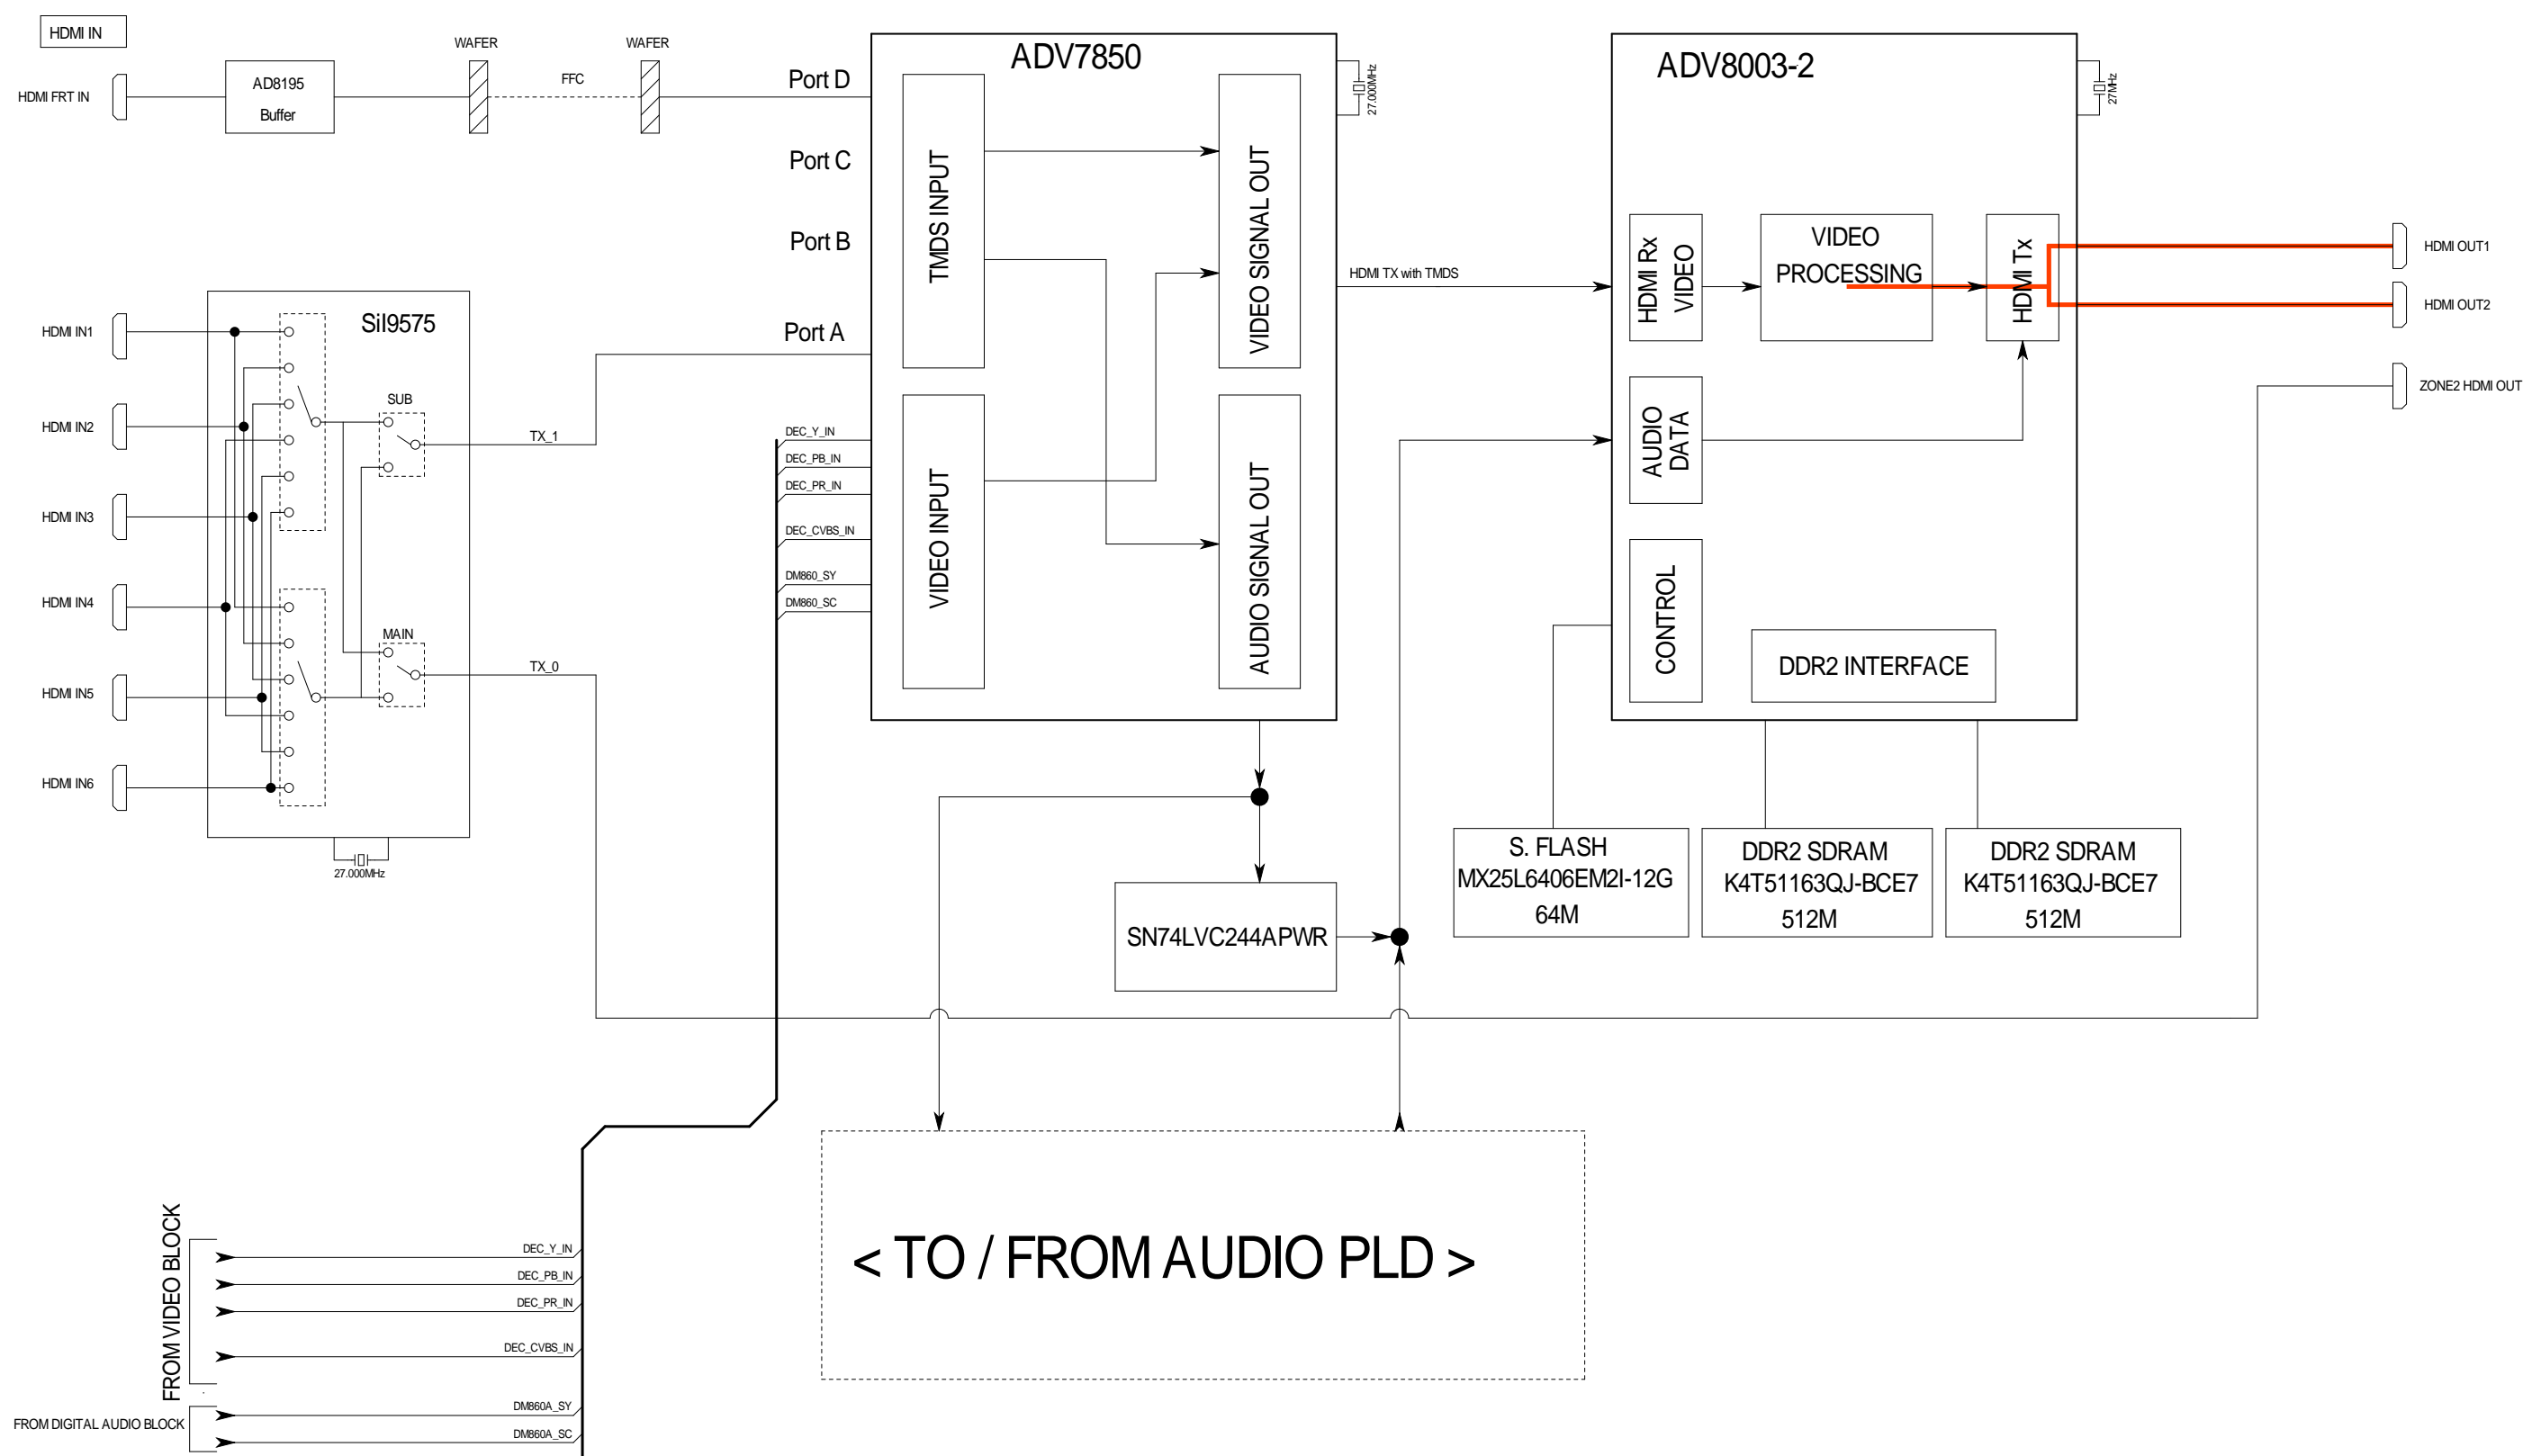 HDMI IN
HDMI FRT IN
AD8195
Buffer
WAFER
FFC
WAFER
Port D
Port C
Port B
Port A
ADV7850
TMDS INPUT
VIDEO INPUT
VIDEO SIGNAL OUT
AUDIO SIGNAL OUT
27.000MHz
HDMI TX with TMDS
ADV8003-2
27MHz
HDMI Rx
VIDEO
VIDEO
PROCESSING
HDMI Tx
AUDIO
DATA
CONTROL
DDR2 INTERFACE
HDMI OUT1
HDMI OUT2
ZONE2 HDMI OUT
SiI9575
HDMI IN1
HDMI IN2
HDMI IN3
HDMI IN4
HDMI IN5
HDMI IN6
SUB
MAIN
TX_1
TX_0
27.000MHz
DEC_Y_IN
DEC_PB_IN
DEC_PR_IN
DEC_CVBS_IN
DM860_SY
DM860_SC
S. FLASH
MX25L6406EM2I-12G
64M
DDR2 SDRAM
K4T51163QJ-BCE7
512M
DDR2 SDRAM
K4T51163QJ-BCE7
512M
SN74LVC244APWR
< TO / FROM AUDIO PLD >
FROM VIDEO BLOCK
DEC_Y_IN
DEC_PB_IN
DEC_PR_IN
DEC_CVBS_IN
FROM DIGITAL AUDIO BLOCK
DM860A_SY
DM860A_SC